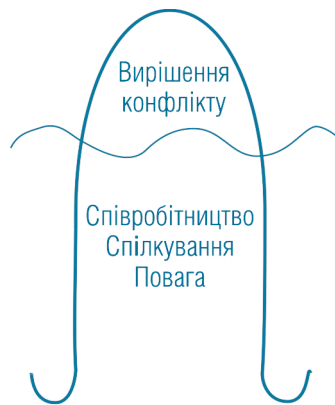 Вирішення
конфлікту
Співробітництво
Спілкування
Повага